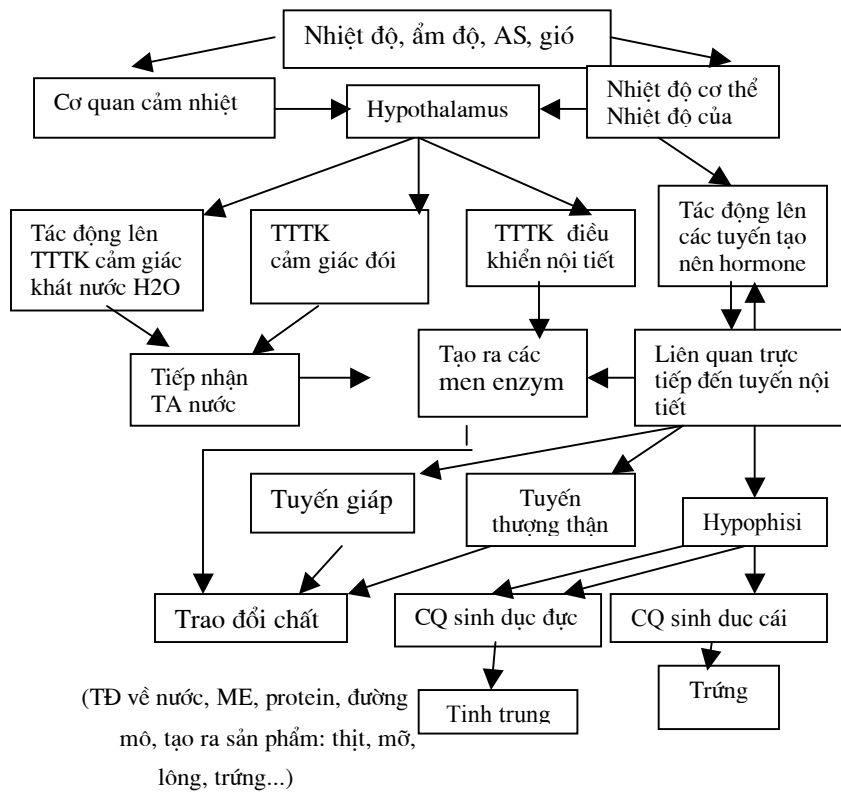 Nhiệt độ, ẩm độ, AS, gió
Cơ quan cảm nhiệt
Hypothalamus
Nhiệt độ cơ thể
Nhiệt độ của
Tác động lên
TTTK cảm giác
khát nước H2O
TTTK
cảm giác đói
TTTK điều
khiển nội tiết
Tác động lên
các tuyến tạo
nên hormone
Tiếp nhận
TA nước
Tạo ra các
men enzym
Liên quan trực
tiếp đến tuyến nội
tiết
Tuyến giáp
Tuyến
thượng thận
Hypophisi
Trao đổi chất
CQ sinh dục đực
CQ sinh duc cái
Tinh trung
Trứng
(TĐ về nước, ME, protein, đường
mô, tạo ra sản phẩm: thịt, mỡ,
lông, trứng...)